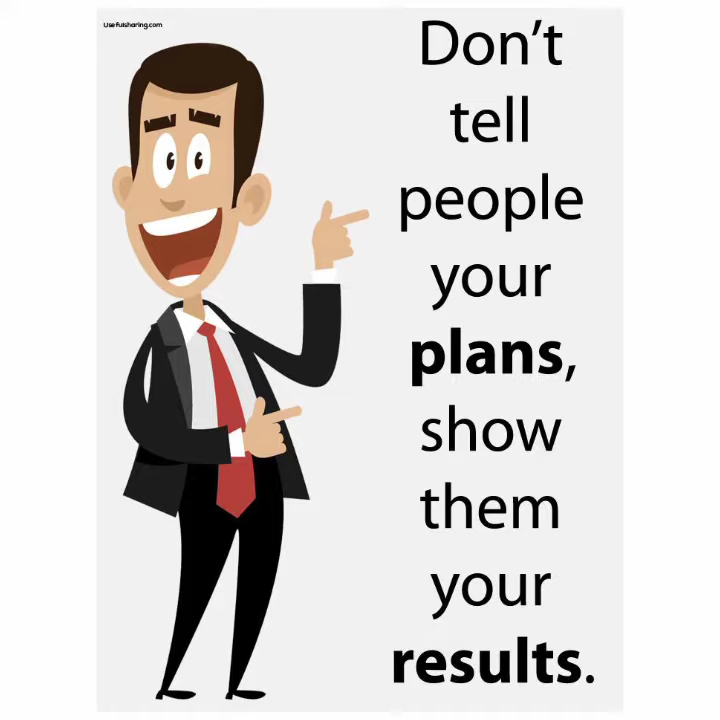 Usefulsharing.com
Don't
tell
people
your
plans,
show
them
your
results.